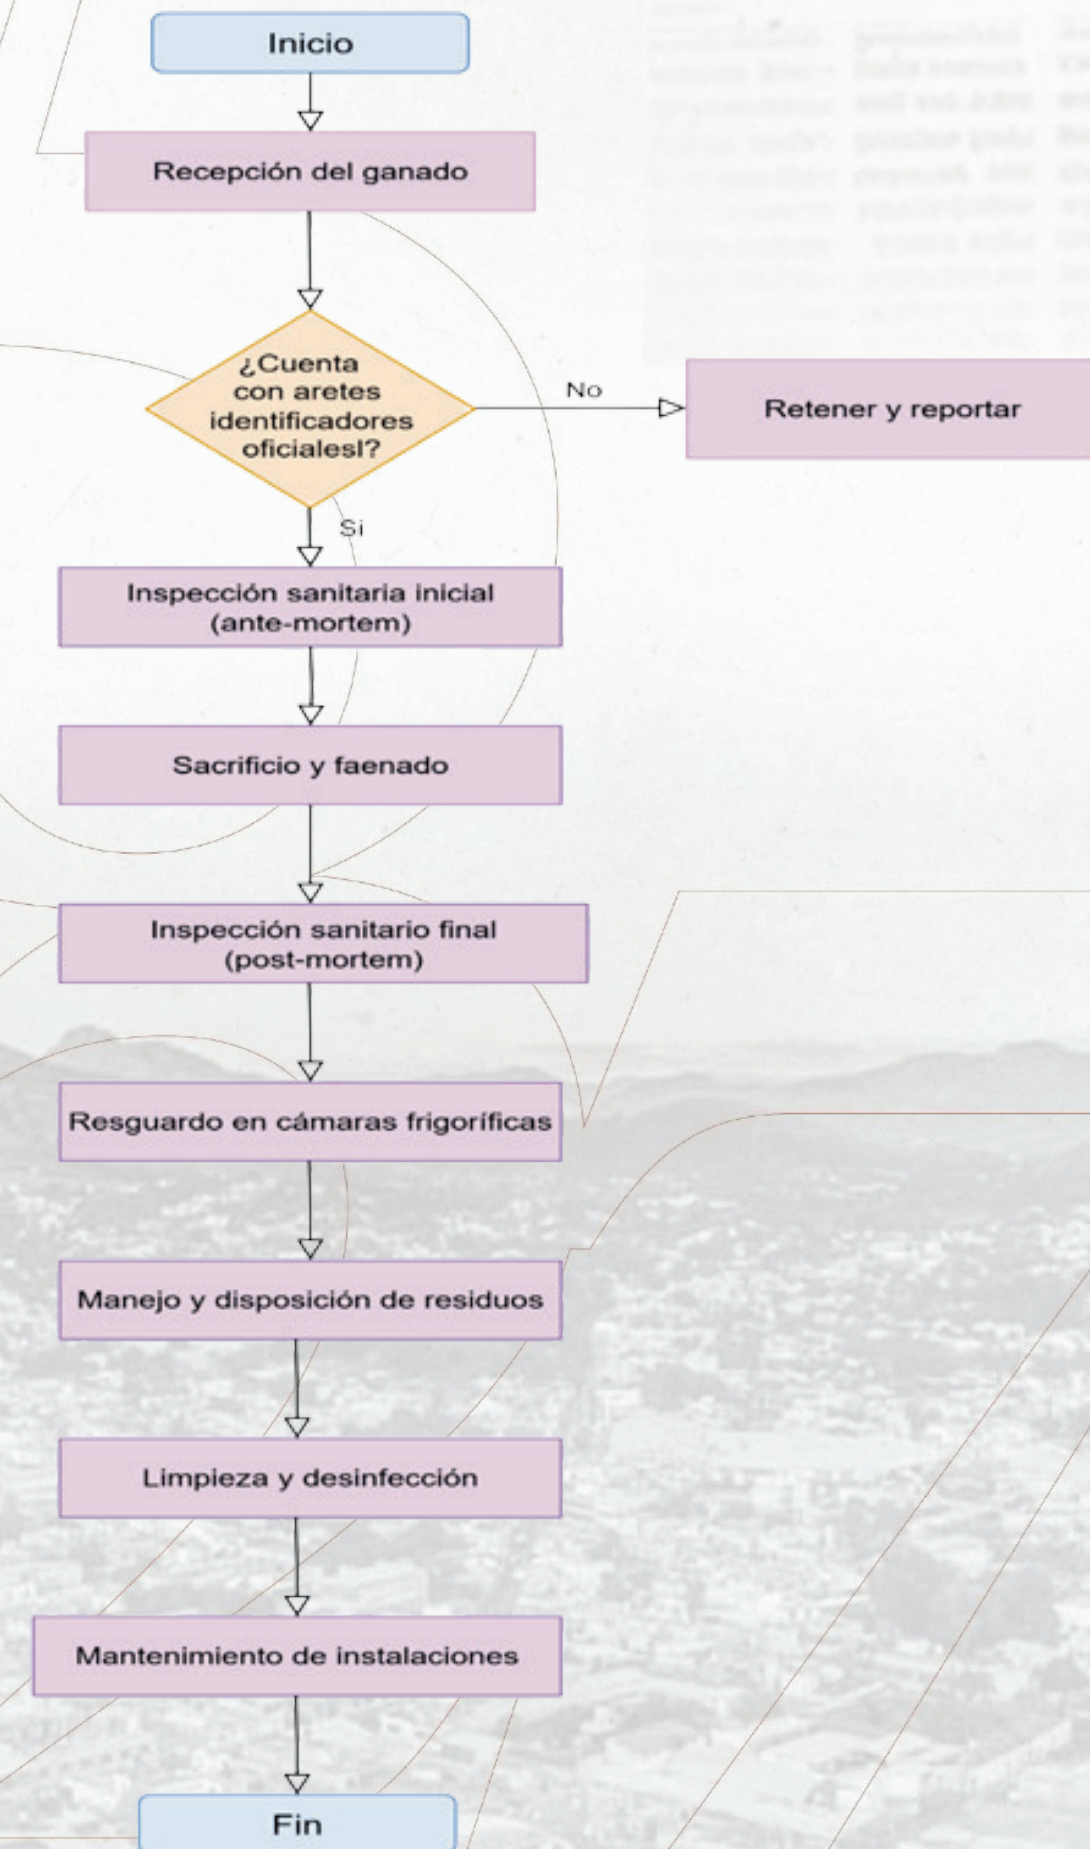 Inicio
Recepción del ganado
¿Cuenta
con aretes
identificadores
oficialesl?
No
Retener y reportar
Si
Inspección sanitaria inicial
(ante-mortem)
Sacrificio y faenado
Inspección sanitario final
(post-mortem)
Resguardo en cámaras frigoríficas
Manejo y disposición de residuos
Limpieza y desinfección
Mantenimiento de instalaciones
Fin